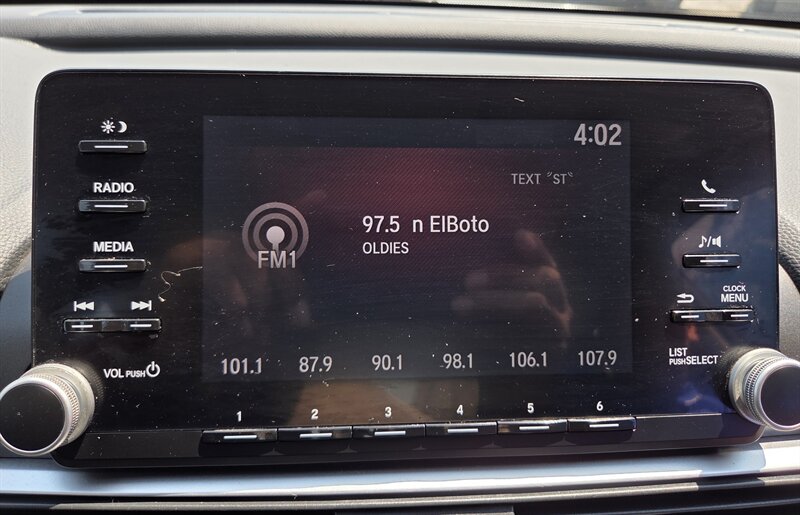 4:02
RADIO
TEXT "ST"
97.5 n ElBoto
OLDIES
FM1
MEDIA
CLOCK
MENU
LIST
PUSH SELECT
VOL PUSH
101.1 87.9 90.1 98.1 106.1 107.9
1 2 3 4 5 6